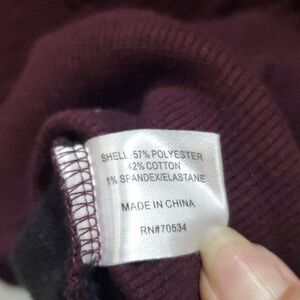 SHELL 57% POLYESTER
42% COTTON
1% SPANDEX/ELASTANE
MADE IN CHINA
RN#70534